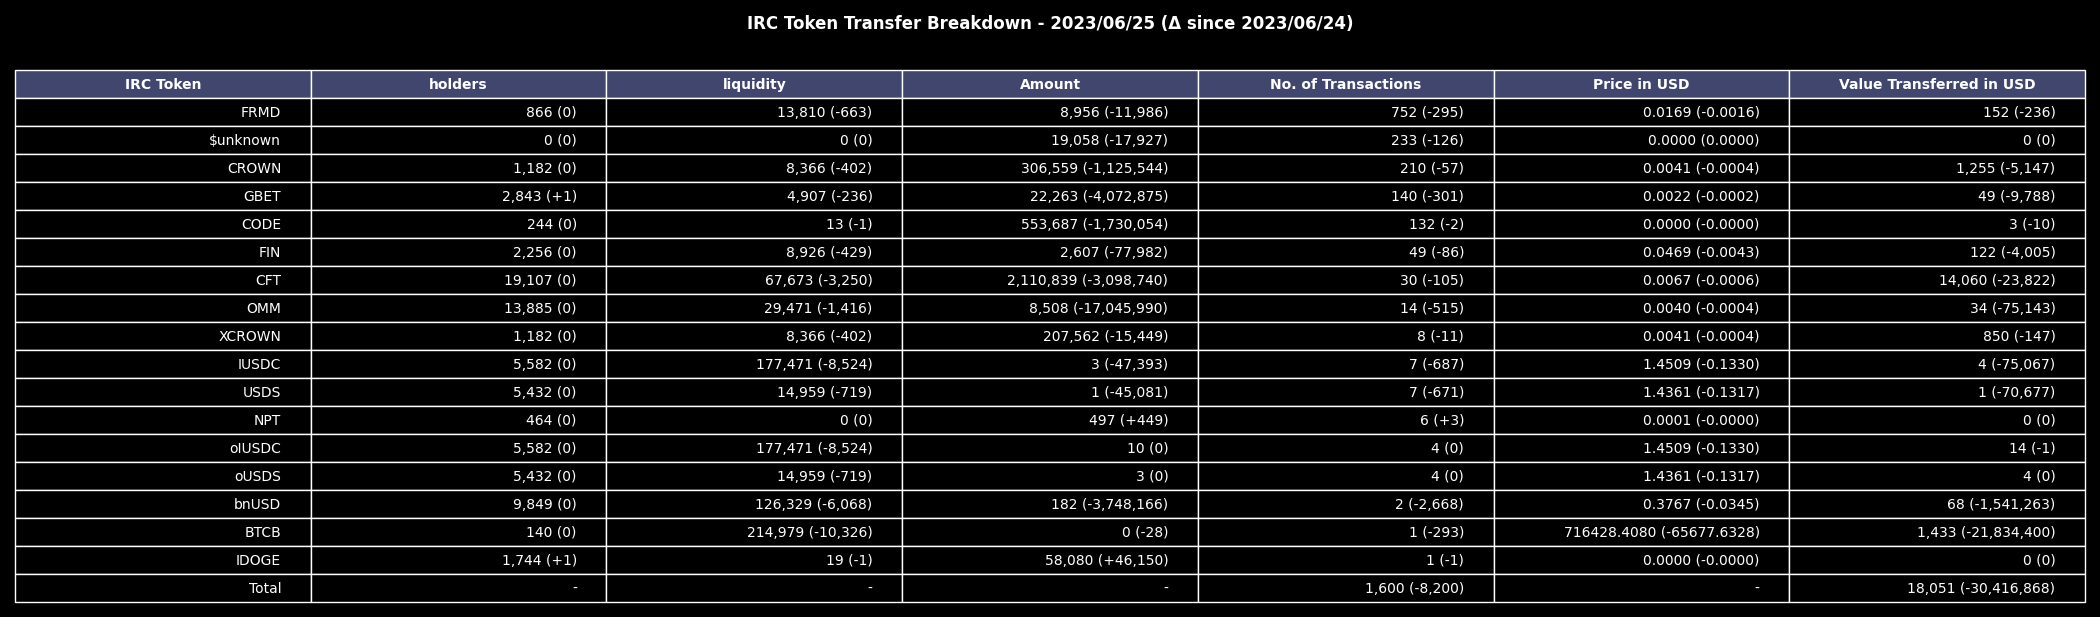 IRC Token Transfer Breakdown - 2023/06/25 (Δ since 2023/06/24)
IRC Token holders liquidity Amount No. of Transactions Price in USD Value Transferred in USD
FRMD 866 (0) 13,810 (-663) 8,956 (-11,986) 752 (-295) 0.0169 (-0.0016) 152 (-236)
$unknown 0 (0) 0 (0) 19,058 (-17,927) 233 (-126) 0.0000 (0.0000) 0 (0)
CROWN 1,182 (0) 8,366 (-402) 306,559 (-1,125,544) 210 (-57) 0.0041 (-0.0004) 1,255 (-5,147)
GBET 2,843 (+1) 4,907 (-236) 22,263 (-4,072,875) 140 (-301) 0.0022 (-0.0002) 49 (-9,788)
CODE 244 (0) 13 (-1) 553,687 (-1,730,054) 132 (-2) 0.0000 (-0.0000) 3 (-10)
FIN 2,256 (0) 8,926 (-429) 2,607 (-77,982) 49 (-86) 0.0469 (-0.0043) 122 (-4,005)
CFT 19,107 (0) 67,673 (-3,250) 2,110,839 (-3,098,740) 30 (-105) 0.0067 (-0.0006) 14,060 (-23,822)
OMM 13,885 (0) 29,471 (-1,416) 8,508 (-17,045,990) 14 (-515) 0.0040 (-0.0004) 34 (-75,143)
XCROWN 1,182 (0) 8,366 (-402) 207,562 (-15,449) 8 (-11) 0.0041 (-0.0004) 850 (-147)
IUSDC 5,582 (0) 177,471 (-8,524) 3 (-47,393) 7 (-687) 1.4509 (-0.1330) 4 (-75,067)
USDS 5,432 (0) 14,959 (-719) 1 (-45,081) 7 (-671) 1.4361 (-0.1317) 1 (-70,677)
NPT 464 (0) 0 (0) 497 (+449) 6 (+3) 0.0001 (-0.0000) 0 (0)
oIUSDC 5,582 (0) 177,471 (-8,524) 10 (0) 4 (0) 1.4509 (-0.1330) 14 (-1)
oUSDS 5,432 (0) 14,959 (-719) 3 (0) 4 (0) 1.4361 (-0.1317) 4 (0)
bnUSD 9,849 (0) 126,329 (-6,068) 182 (-3,748,166) 2 (-2,668) 0.3767 (-0.0345) 68 (-1,541,263)
BTCB 140 (0) 214,979 (-10,326) 0 (-28) 1 (-293) 716428.4080 (-65677.6328) 1,433 (-21,834,400)
IDOGE 1,744 (+1) 19 (-1) 58,080 (+46,150) 1 (-1) 0.0000 (-0.0000) 0 (0)
Total - - - 1,600 (-8,200) - 18,051 (-30,416,868)